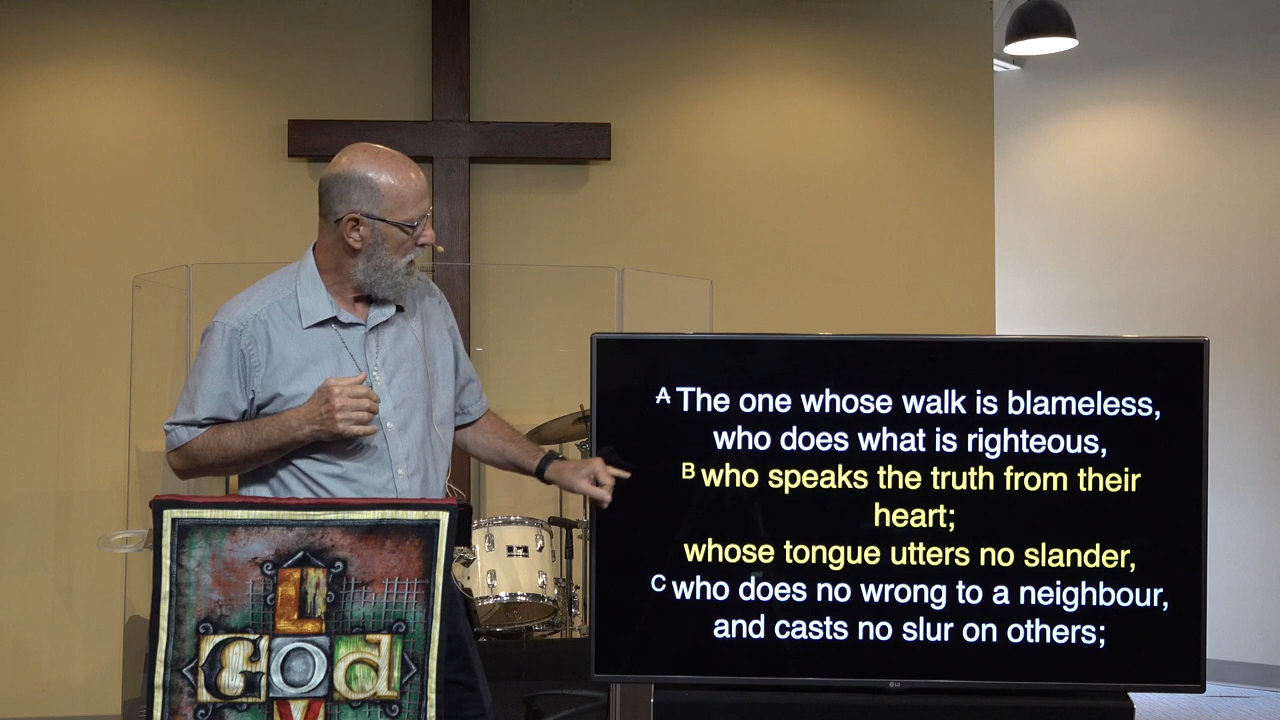 A The one whose walk is blameless,
who does what is righteous,
B who speaks the truth from their
heart;
whose tongue utters no slander,
C who does no wrong to a neighbour,
and casts no slur on others;
LG
L
God
V